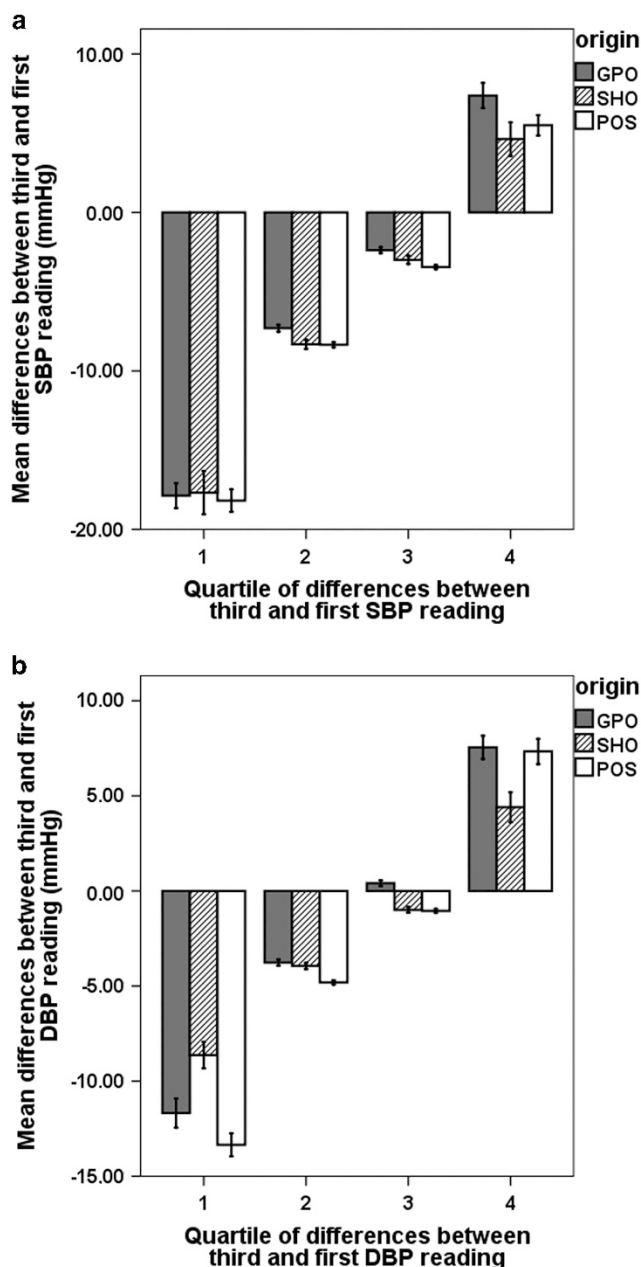 a
origin
GPO
SHO
POS
10.00
0.00
-10.00
-20.00
Mean differences between third and first
SBP reading (mmHg)
1 2 3 4
Quartile of differences between
third and first SBP reading
b
origin
GPO
SHO
POS
10.00
5.00
0.00
-5.00
-10.00
-15.00
Mean differences between third and first
DBP reading (mmHg)
1 2 3 4
Quartile of differences between
third and first DBP reading